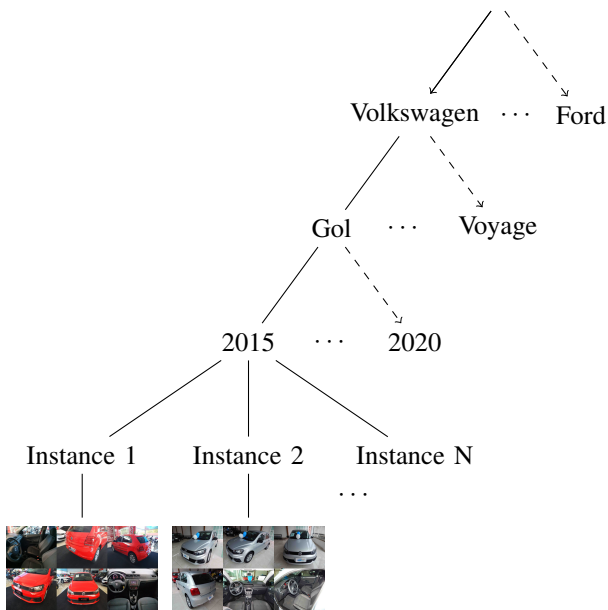 Volkswagen · · · Ford
Gol · · · Voyage
2015 · · · 2020
Instance 1 Instance 2 Instance N
· · ·